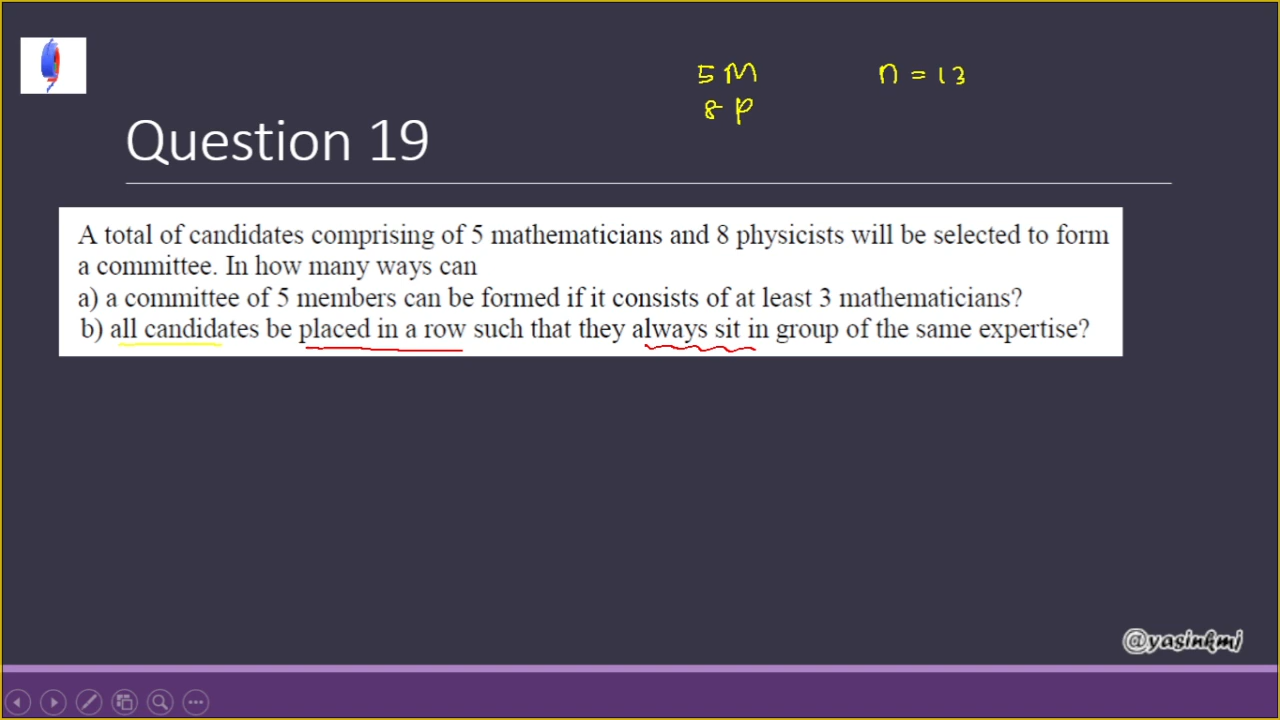 5 M
n = 13
8 P
Question 19
A total of candidates comprising of 5 mathematicians and 8 physicists will be selected to form
a committee. In how many ways can
a) a committee of 5 members can be formed if it consists of at least 3 mathematicians?
b) all candidates be placed in a row such that they always sit in group of the same expertise?
@yasinkmj